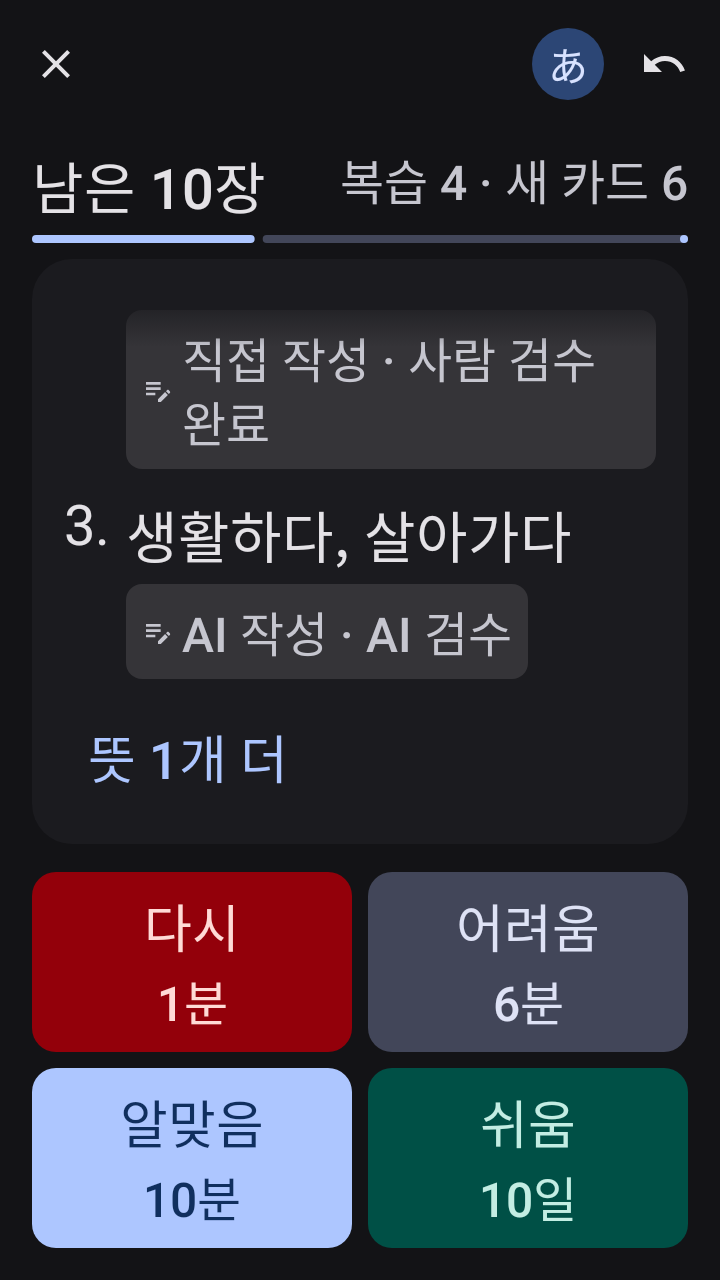 あ
남은 10장
복습 4 · 새 카드 6
직접 작성 · 사람 검수
완료
3. 생활하다, 살아가다
AI 작성 · AI 검수
뜻 1개 더
다시
1분
어려움
6분
알맞음
10분
쉬움
10일